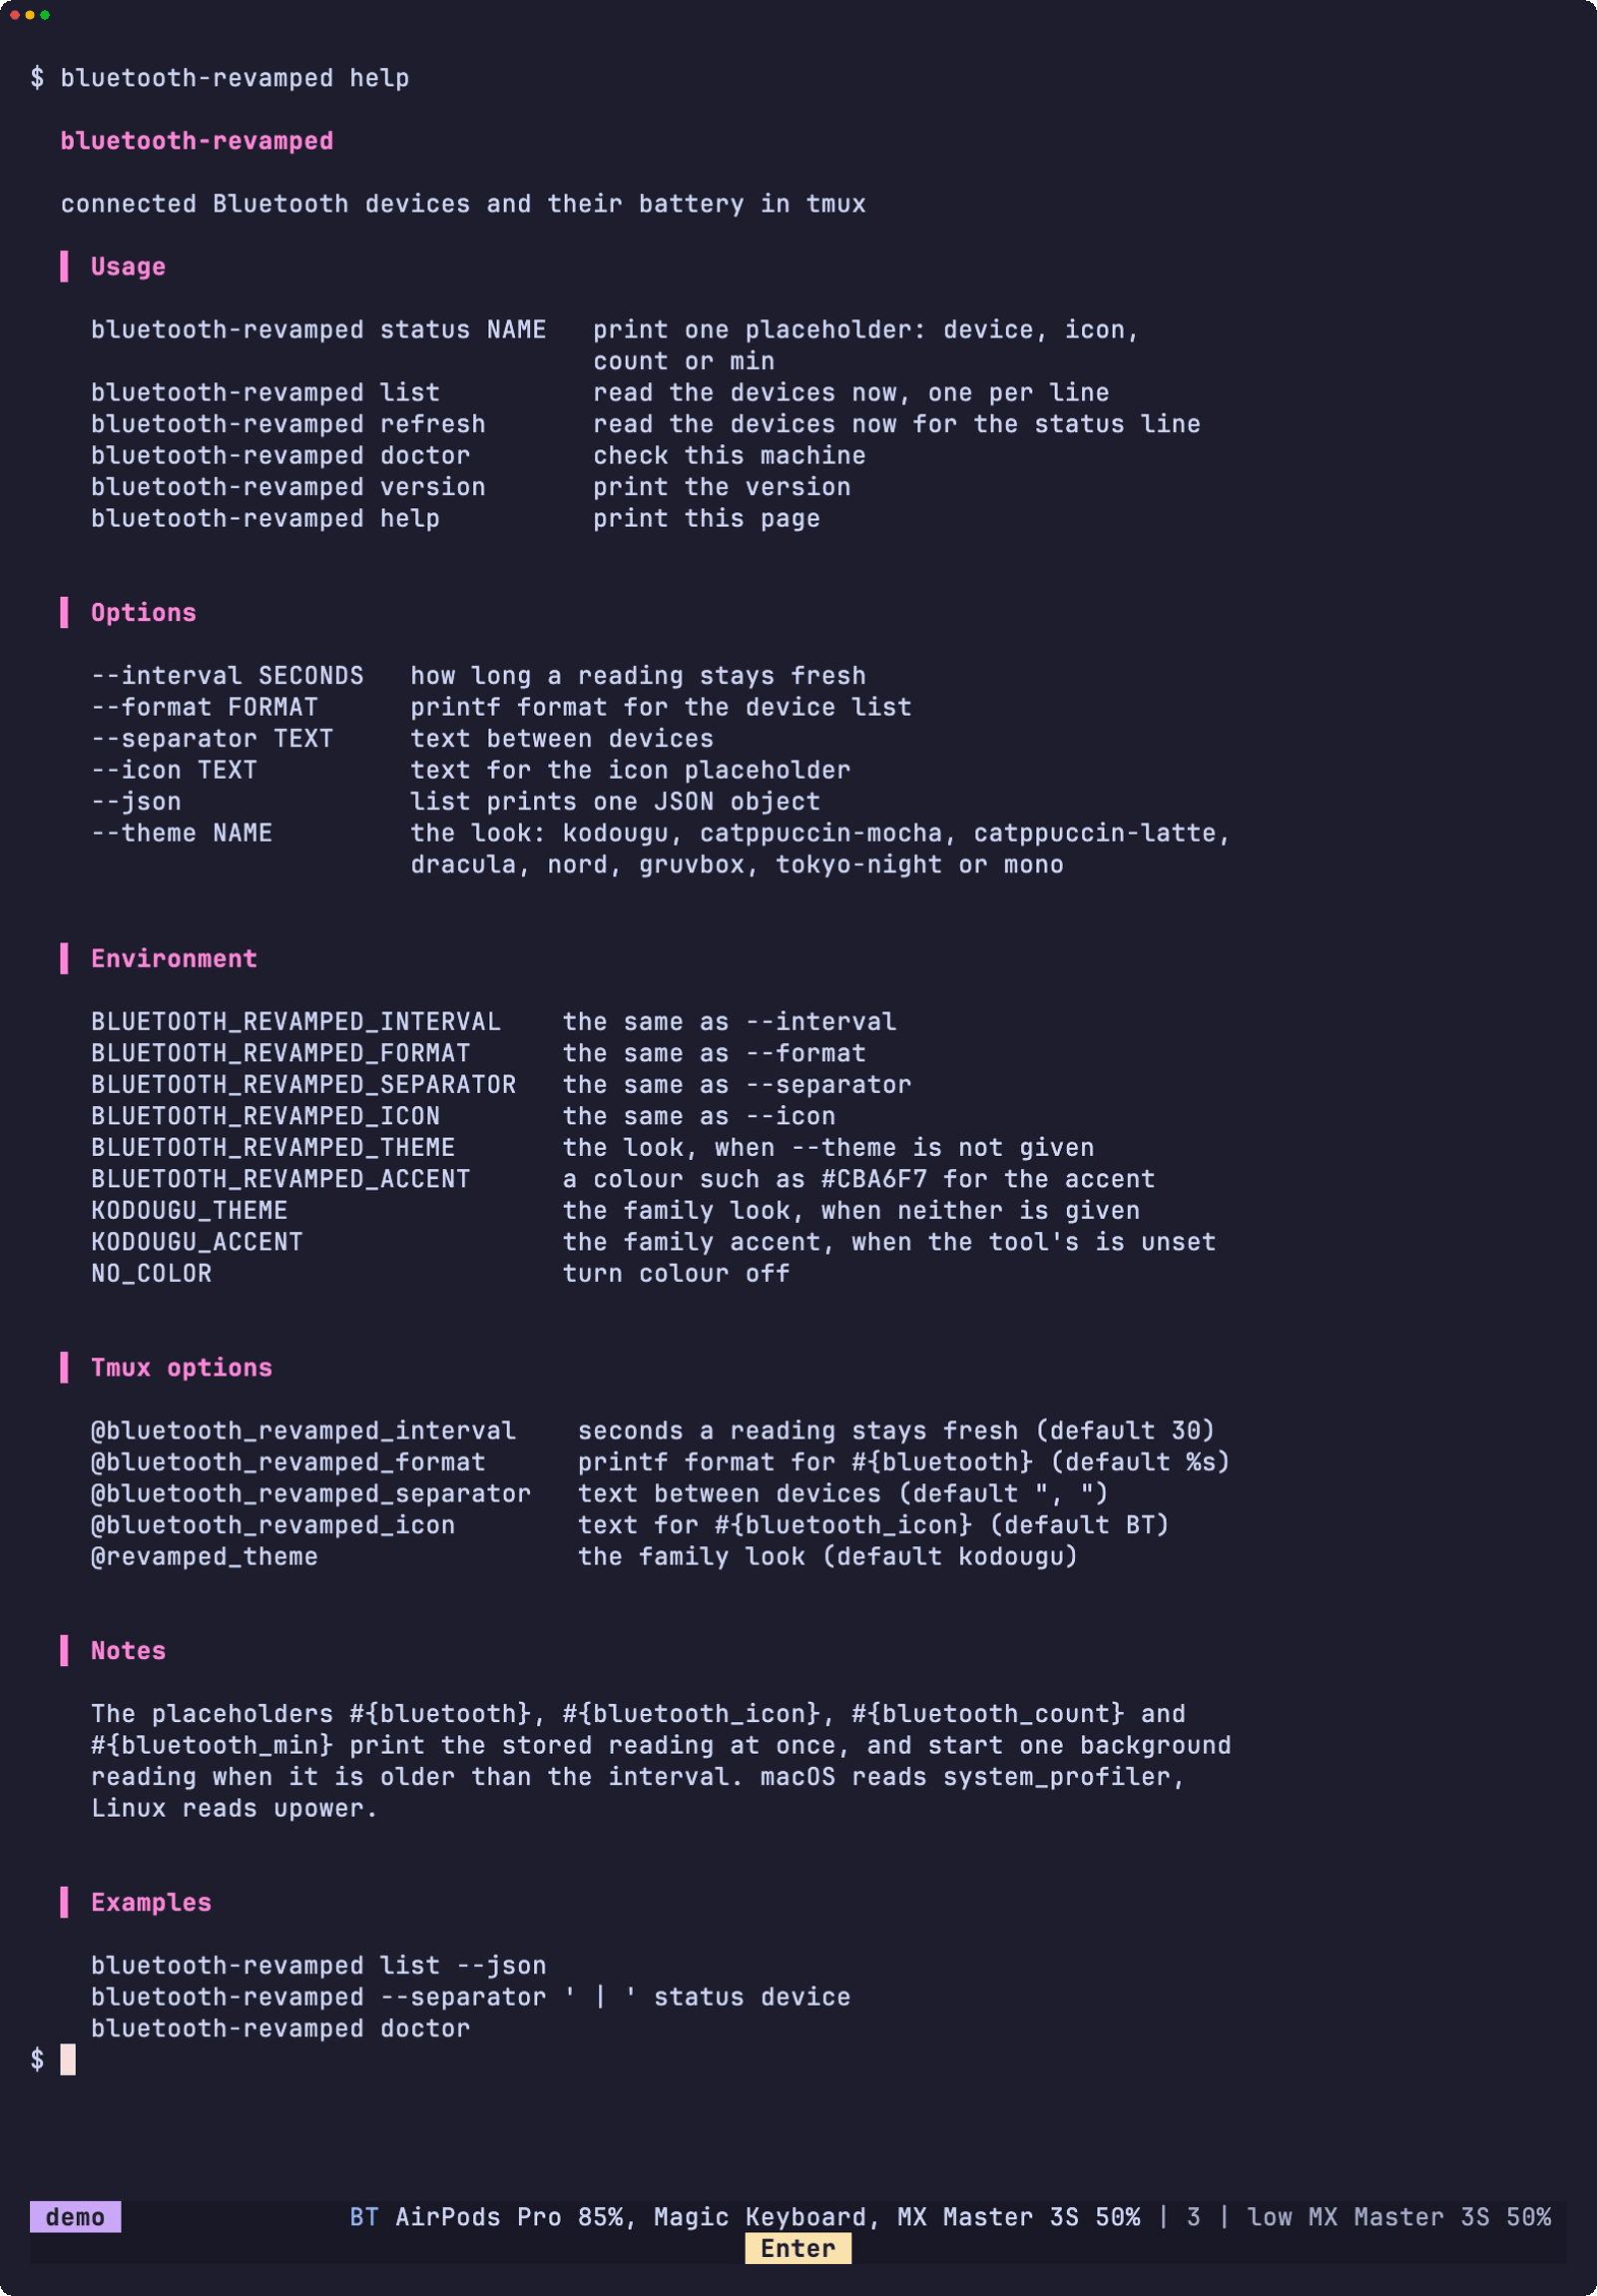 $ bluetooth-revamped help
bluetooth-revamped
connected Bluetooth devices and their battery in tmux
Usage
bluetooth-revamped status NAME   print one placeholder: device, icon,
count or min
bluetooth-revamped list          read the devices now, one per line
bluetooth-revamped refresh       read the devices now for the status line
bluetooth-revamped doctor        check this machine
bluetooth-revamped version       print the version
bluetooth-revamped help          print this page
Options
--interval SECONDS   how long a reading stays fresh
--format FORMAT      printf format for the device list
--separator TEXT     text between devices
--icon TEXT          text for the icon placeholder
--json               list prints one JSON object
--theme NAME         the look: kodougu, catppuccin-mocha, catppuccin-latte,
dracula, nord, gruvbox, tokyo-night or mono
Environment
BLUETOOTH_REVAMPED_INTERVAL    the same as --interval
BLUETOOTH_REVAMPED_FORMAT      the same as --format
BLUETOOTH_REVAMPED_SEPARATOR   the same as --separator
BLUETOOTH_REVAMPED_ICON        the same as --icon
BLUETOOTH_REVAMPED_THEME       the look, when --theme is not given
BLUETOOTH_REVAMPED_ACCENT      a colour such as #CBA6F7 for the accent
KODOUGU_THEME                  the family look, when neither is given
KODOUGU_ACCENT                 the family accent, when the tool's is unset
NO_COLOR                       turn colour off
Tmux options
@bluetooth_revamped_interval    seconds a reading stays fresh (default 30)
@bluetooth_revamped_format      printf format for #{bluetooth} (default %s)
@bluetooth_revamped_separator   text between devices (default ", ")
@bluetooth_revamped_icon        text for #{bluetooth_icon} (default BT)
@revamped_theme                 the family look (default kodougu)
Notes
The placeholders #{bluetooth}, #{bluetooth_icon}, #{bluetooth_count} and
#{bluetooth_min} print the stored reading at once, and start one background
reading when it is older than the interval. macOS reads system_profiler,
Linux reads upower.
Examples
bluetooth-revamped list --json
bluetooth-revamped --separator ' | ' status device
bluetooth-revamped doctor
$
demo BT AirPods Pro 85%, Magic Keyboard, MX Master 3S 50% | 3 | low MX Master 3S 50%
Enter